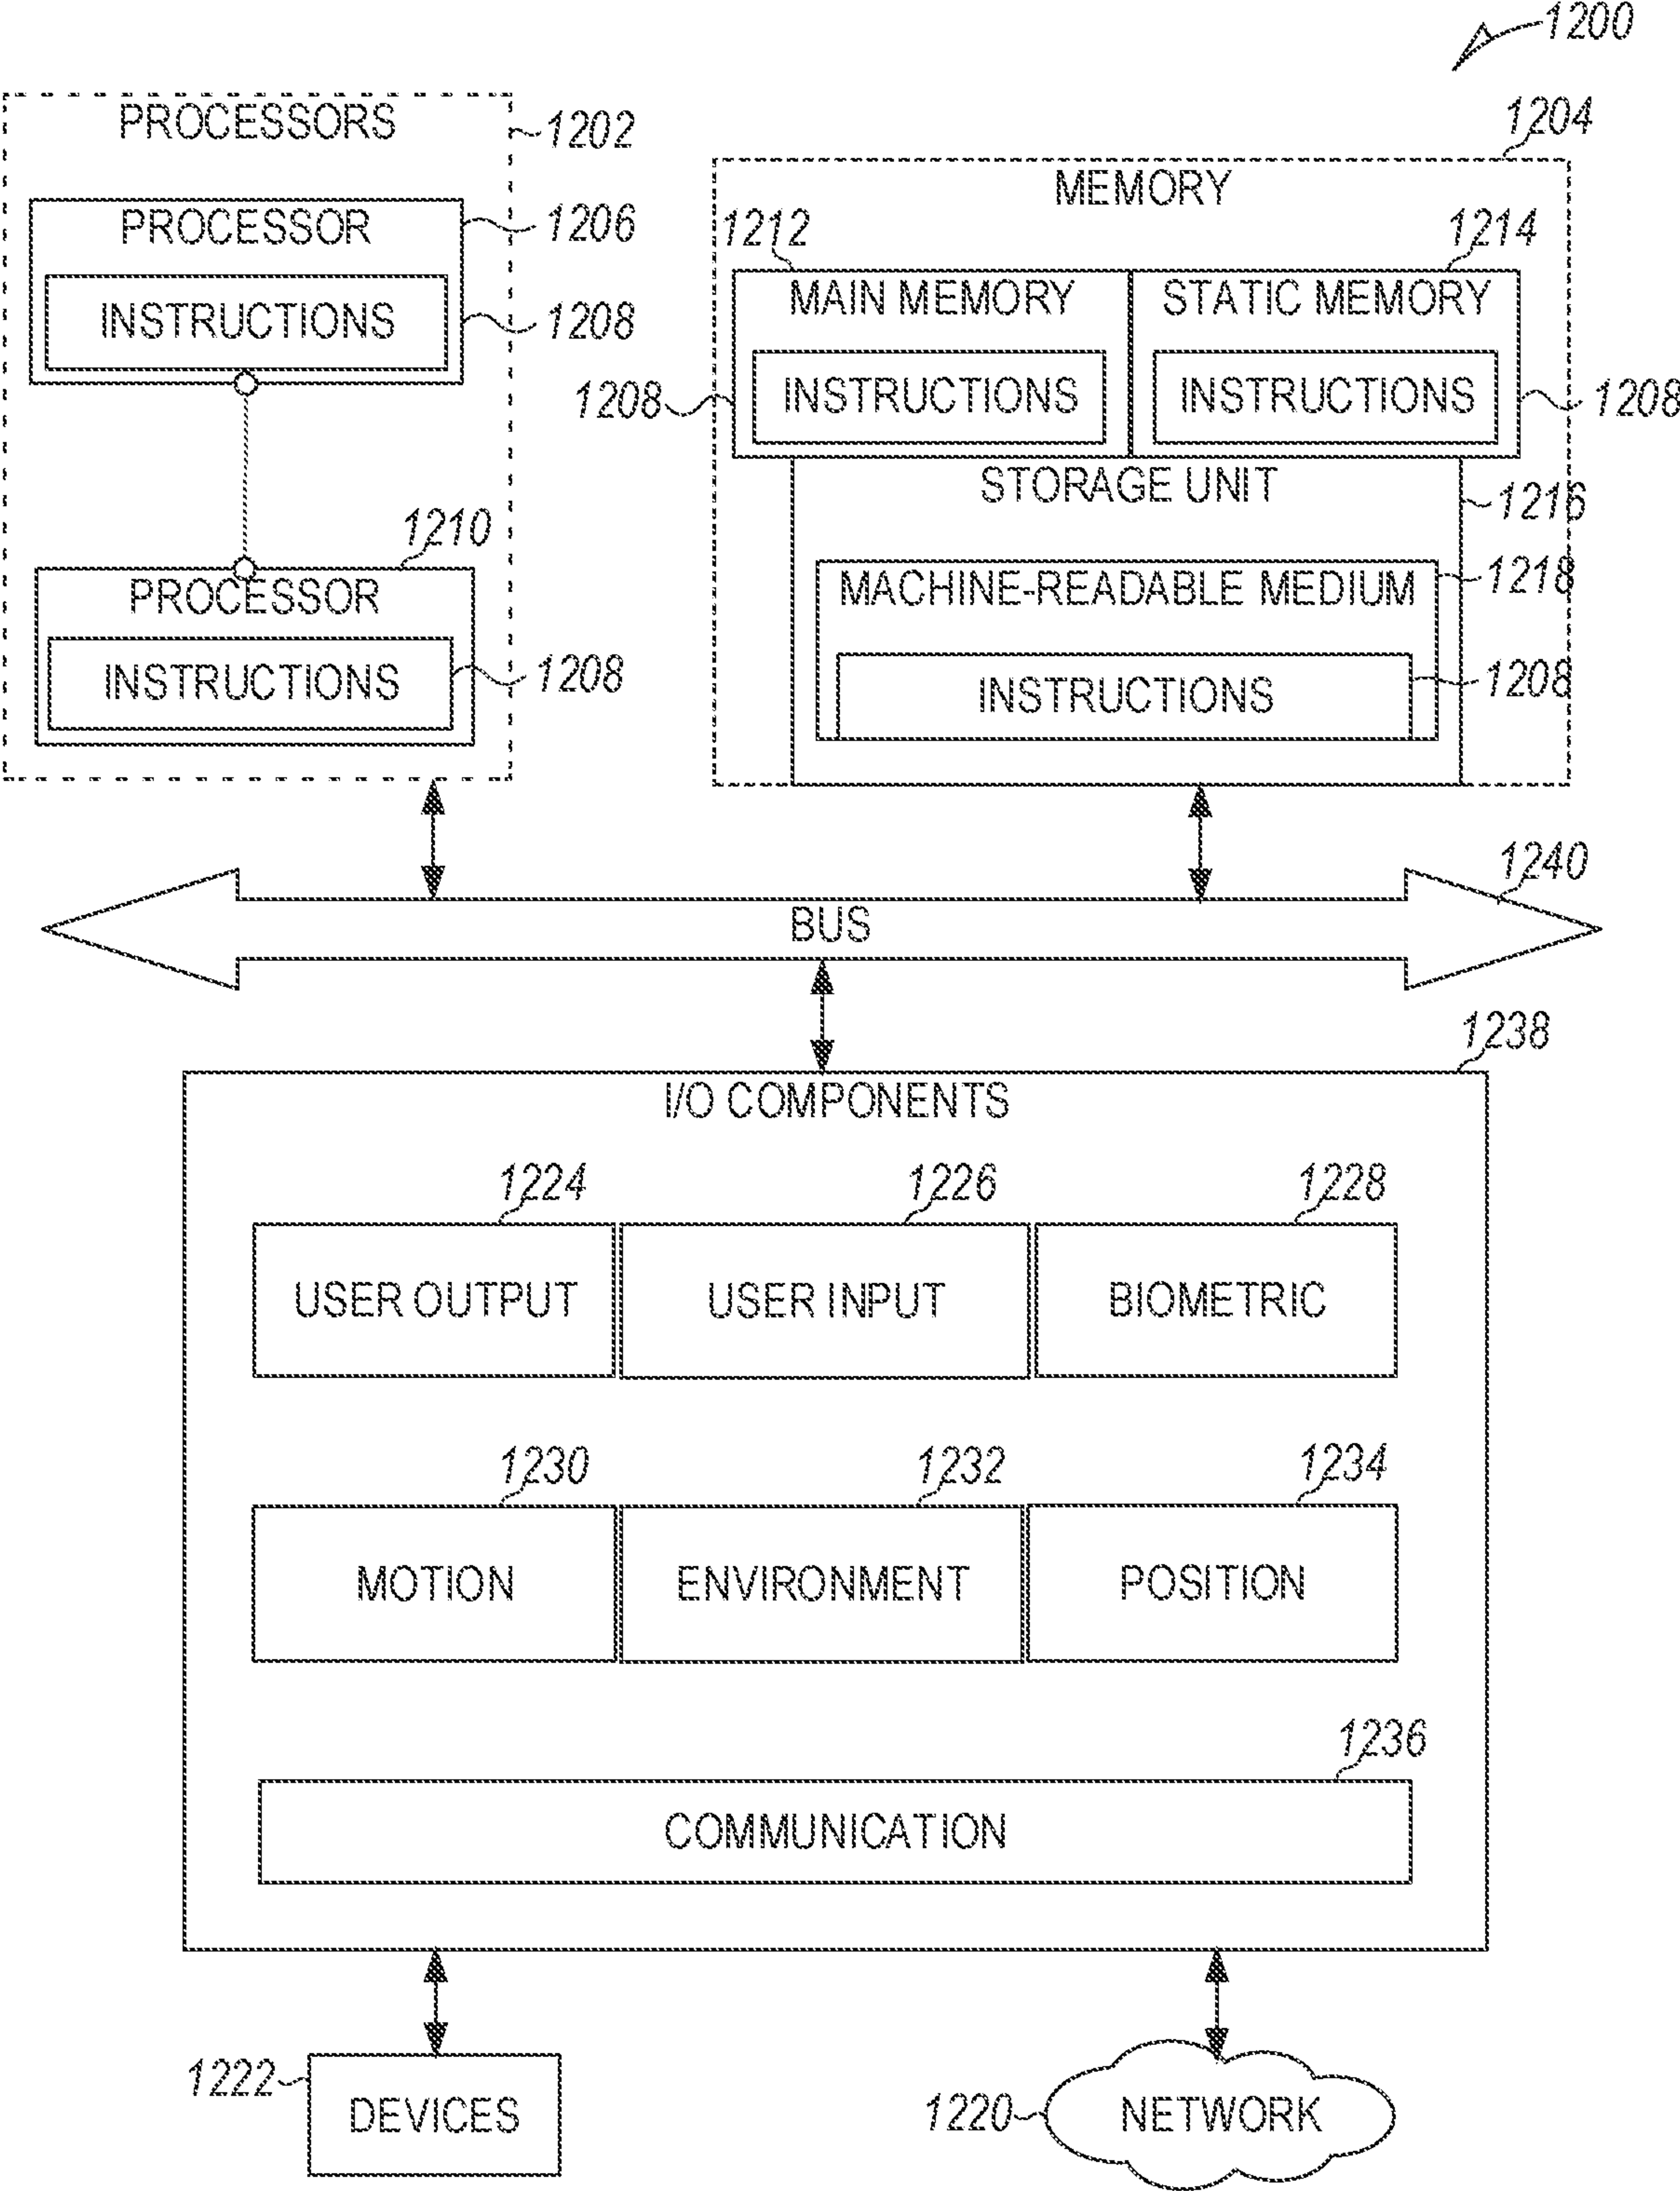 1200
PROCESSORS
1202
1204
MEMORY
PROCESSOR
1206
1212
1214
INSTRUCTIONS
1208
MAIN MEMORY
STATIC MEMORY
1208
INSTRUCTIONS
INSTRUCTIONS
1208
STORAGE UNIT
1216
1210
PROCESSOR
MACHINE-READABLE MEDIUM
1218
INSTRUCTIONS
1208
INSTRUCTIONS
1208
1240
BUS
1238
I/O COMPONENTS
1224
1226
1228
USER OUTPUT
USER INPUT
BIOMETRIC
1230
1232
1234
MOTION
ENVIRONMENT
POSITION
1236
COMMUNICATION
1222
DEVICES
1220
NETWORK